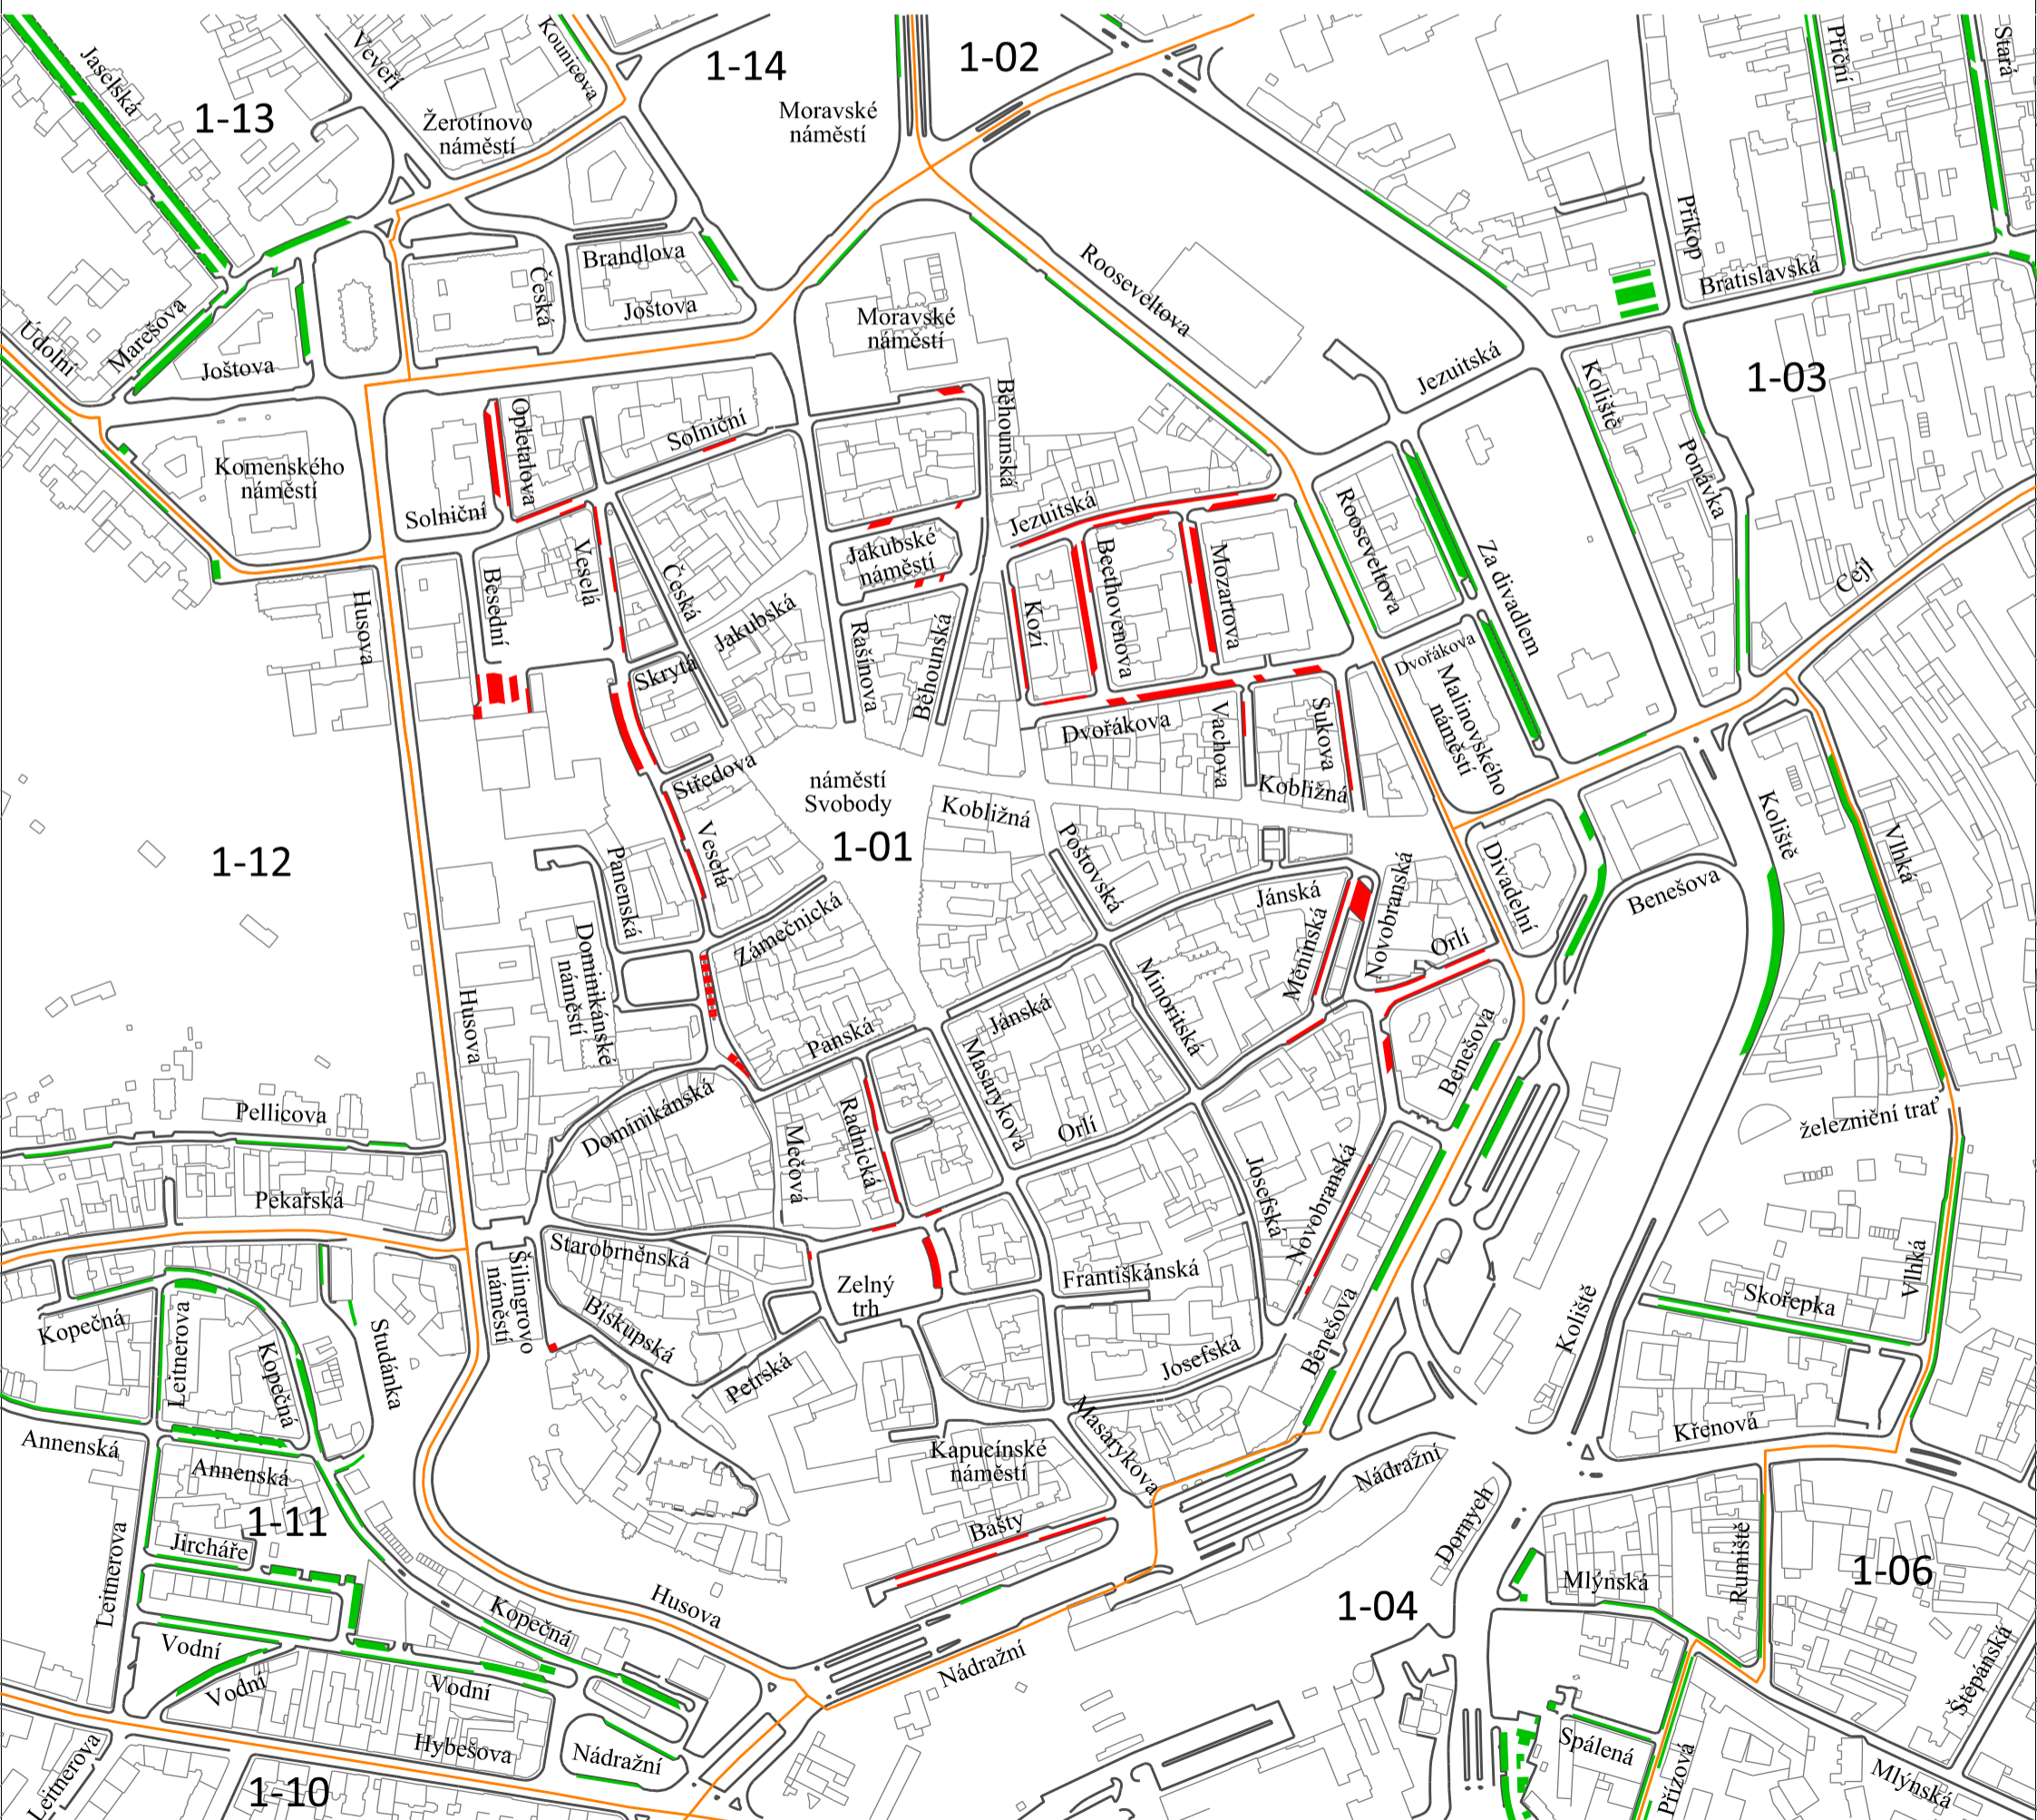 Jaselská
1-13
Veveří
Kounicova
Žerotínovo
náměstí
1-14
Moravské
náměstí
1-02
Příční
Stará
Příkop
Bratislavská
Údolní
Marešova
Joštova
Česká
Brandlova
Joštova
Moravské
náměstí
Rooseveltova
Jezuitská
Koliště
1-03
Ponávka
Komenského
náměstí
Solniční
Opletalova
Solniční
Běhounská
Jezuitská
Jakubské
náměstí
Rooseveltova
Za divadlem
Cejl
Husova
Besední
Veselá
Česká
Jakubská
Skrytá
Rašínova
Běhounská
Kozí
Beethovenova
Mozartova
Dvořákova
Malinovského
náměstí
Dvořákova
Vachova
Sukova
Kobližná
Středova
náměstí
Svobody
1-01
Kobližná
1-12
Veselá
Panenská
Poštovská
Jánská
Měnínská
Novobranská
Orlí
Divadelní
Benešova
Koliště
Vlhká
Zámečnická
Dominikánské
náměstí
Husova
Panská
Jánská
Minoritská
Masarykova
Benešova
Pellicova
Dominikánská
Mečová
Radnická
Orlí
železniční trať
Pekařská
Josefská
Novobranská
Šilingrovo
náměstí
Starobrněnská
Biskupská
Zelný
trh
Františkánská
Benešova
Koliště
Skořepka
Vlhká
Kopečná
Leitnerova
Kopečná
Studánka
Petrská
Josefská
Masarykova
Křenová
Annenská
Annenská
Kapucínské
náměstí
Nádražní
Dornych
1-11
Jircháře
Leitnerova
Bašty
Mlýnská
Rumiště
1-06
1-04
Husova
Kopečná
Vodní
Vodní
Vodní
Nádražní
Štěpánská
Hybešova
Nádražní
Spálená
Přízová
Mlýnská
Leitnerova
1-10